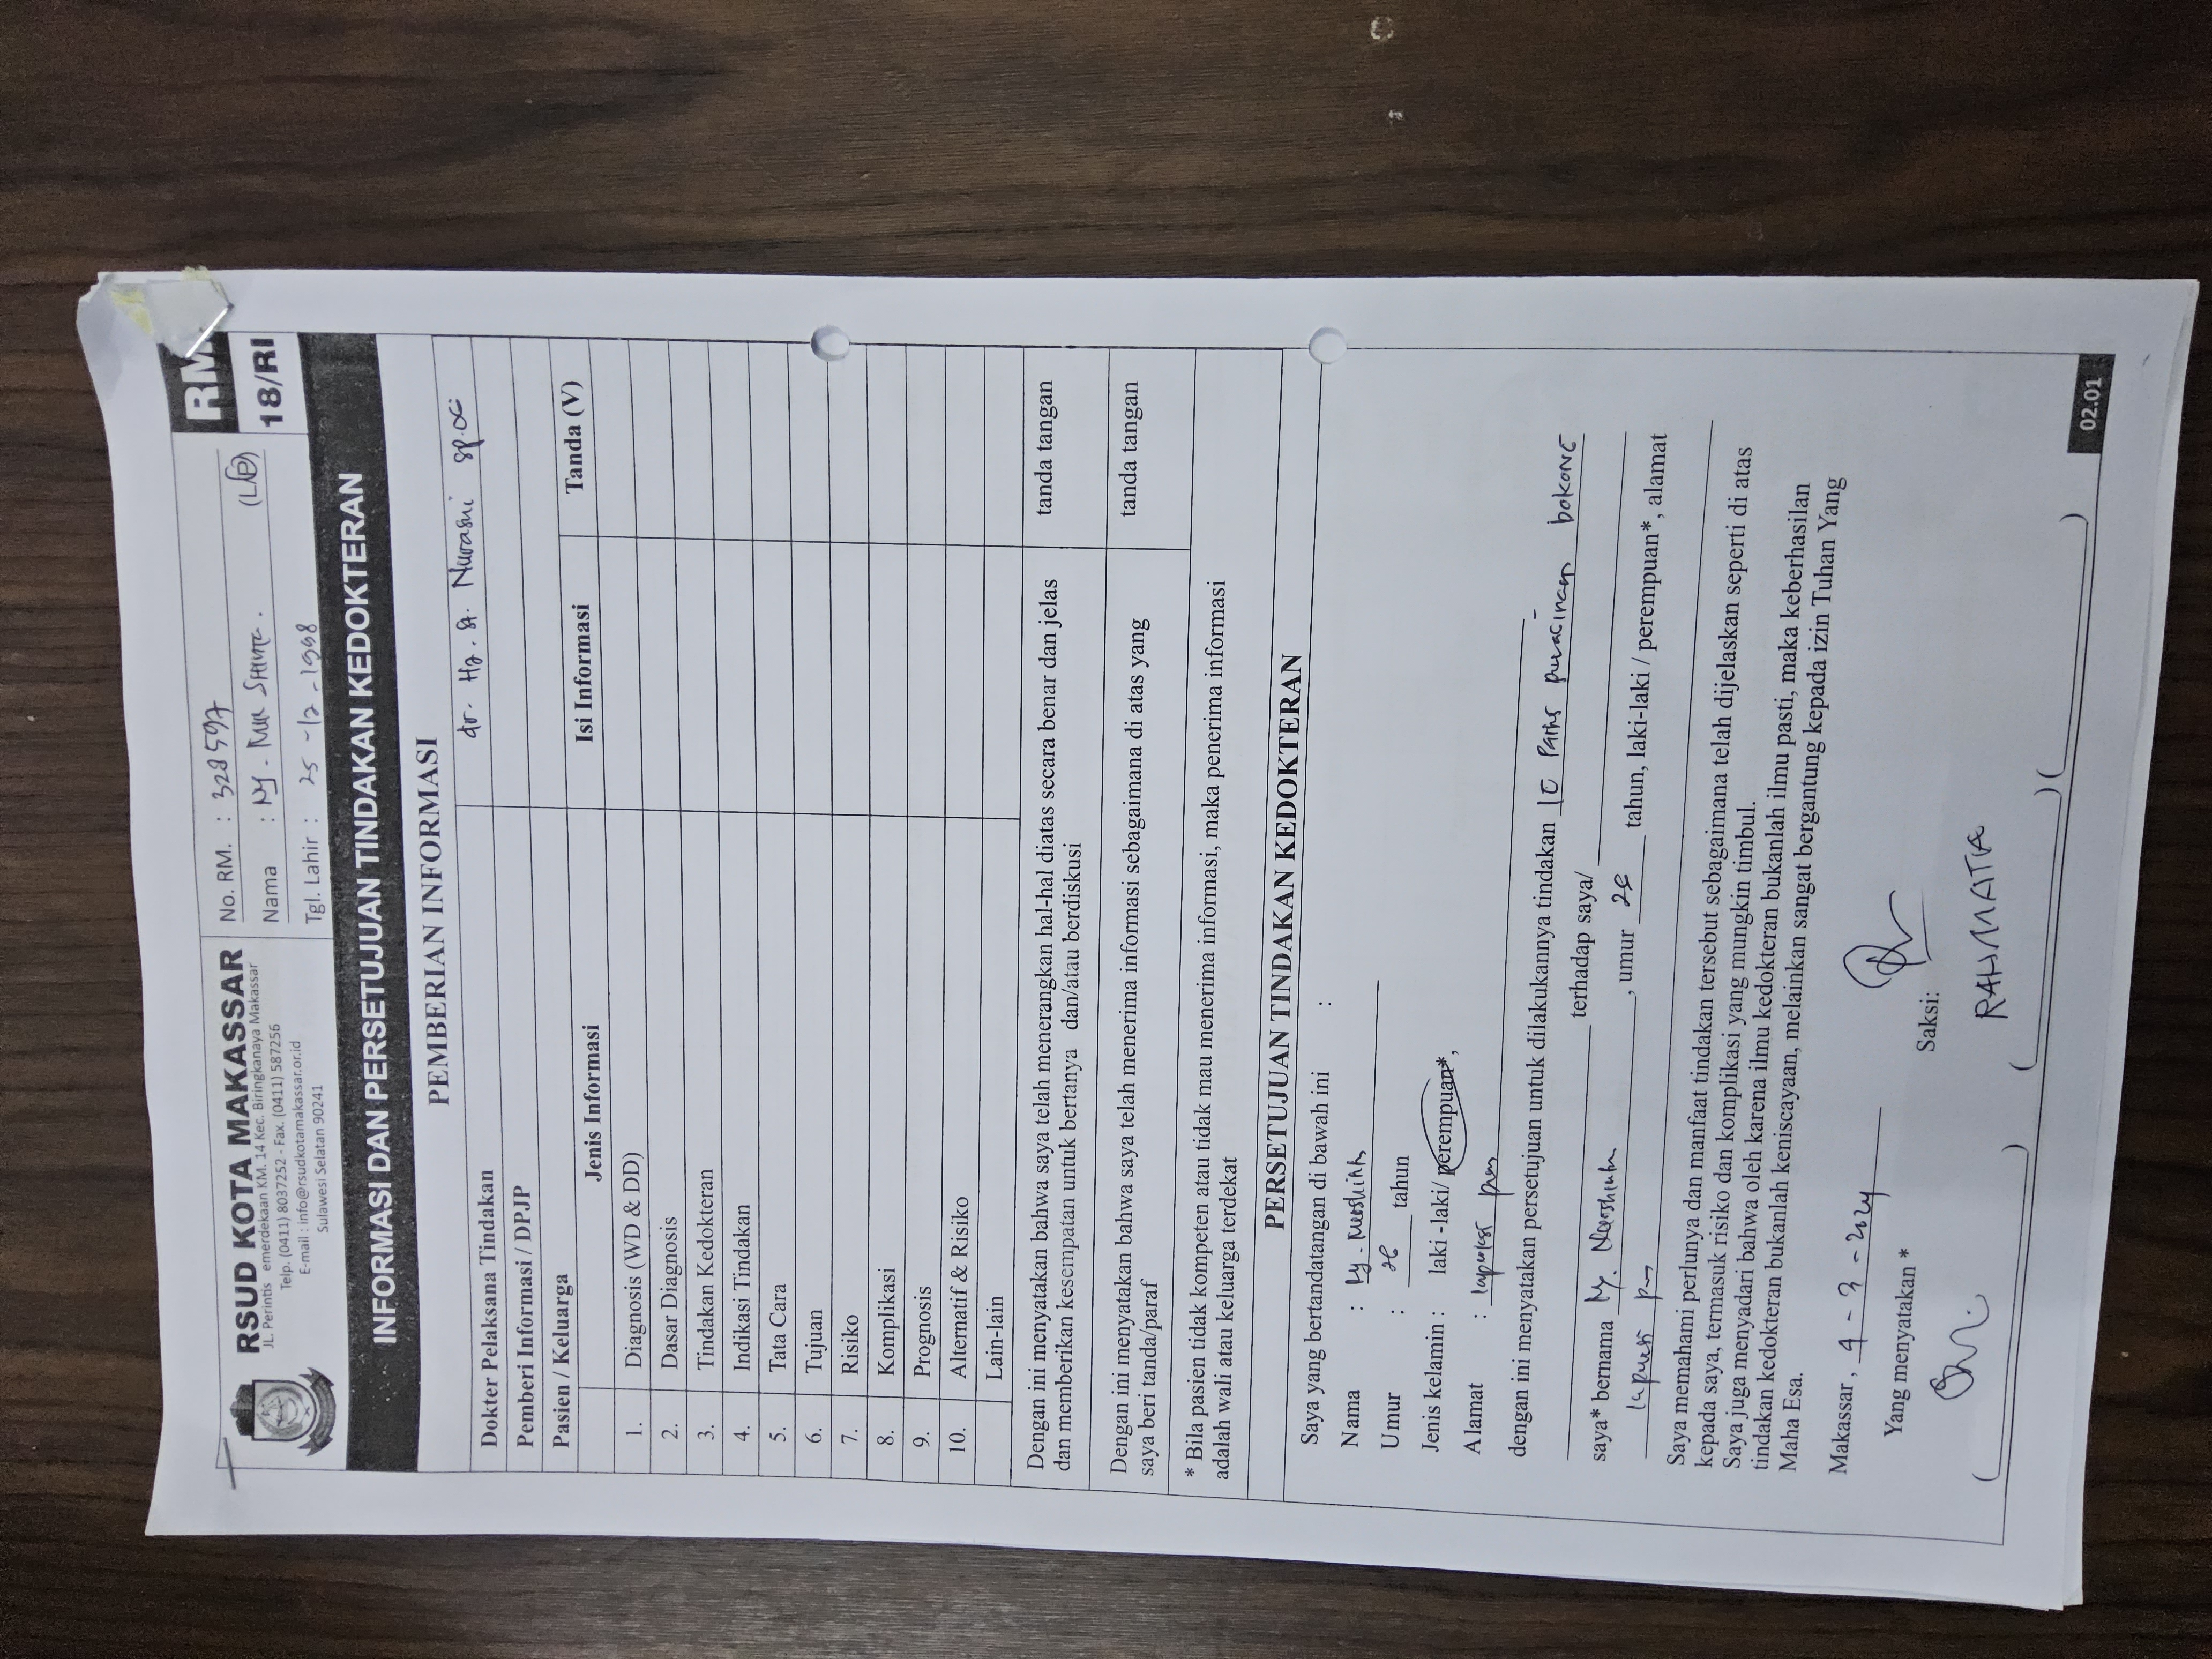 RSUD KOTA MAKASSAR
JL. Perintis emerdekaan KM. 14 Kec. Biringkanaya Makassar
Telp. (0411) 8037252 - Fax. (0411) 587256
E-mail : info@rsudkotamakassar.or.id
Sulawesi Selatan 90241
No. RM. : 328597
Nama : Ny. Nur (LP)
Tgl. Lahir : 25 - 12 - 1998
RM
18/RI
INFORMASI DAN PERSETUJUAN TINDAKAN KEDOKTERAN
PEMBERIAN INFORMASI
Dokter Pelaksana Tindakan dr. Hj. St. Nurasni SP.OG
Pemberi Informasi / DPJP
Pasien / Keluarga
Jenis Informasi Isi Informasi Tanda (V)
1. Diagnosis (WD & DD)
2. Dasar Diagnosis
3. Tindakan Kedokteran
4. Indikasi Tindakan
5. Tata Cara
6. Tujuan
7. Risiko
8. Komplikasi
9. Prognosis
10. Alternatif & Risiko
Lain-lain
Dengan ini menyatakan bahwa saya telah menerangkan hal-hal diatas secara benar dan jelas tanda tangan
dan memberikan kesempatan untuk bertanya dan/atau berdiskusi
Dengan ini menyatakan bahwa saya telah menerima informasi sebagaimana di atas yang tanda tangan
saya beri tanda/paraf
* Bila pasien tidak kompeten atau tidak mau menerima informasi, maka penerima informasi
adalah wali atau keluarga terdekat
PERSETUJUAN TINDAKAN KEDOKTERAN
Saya yang bertandatangan di bawah ini :
Nama : Ny.
Umur : 26 tahun
Jenis kelamin : laki -laki/ perempuan*,
Alamat :
dengan ini menyatakan persetujuan untuk dilakukannya tindakan bokong
terhadap saya/
saya* bernama Ny. , umur 26 tahun, laki-laki / perempuan*, alamat
Saya memahami perlunya dan manfaat tindakan tersebut sebagaimana telah dijelaskan seperti di atas
kepada saya, termasuk risiko dan komplikasi yang mungkin timbul.
Saya juga menyadari bahwa oleh karena ilmu kedokteran bukanlah ilmu pasti, maka keberhasilan
tindakan kedokteran bukanlah keniscayaan, melainkan sangat bergantung kepada izin Tuhan Yang
Maha Esa.
Makassar, 4 - 3 - 2024
Yang menyatakan * Saksi:
RAHMATIA
( ) ( ) ( )
02.01